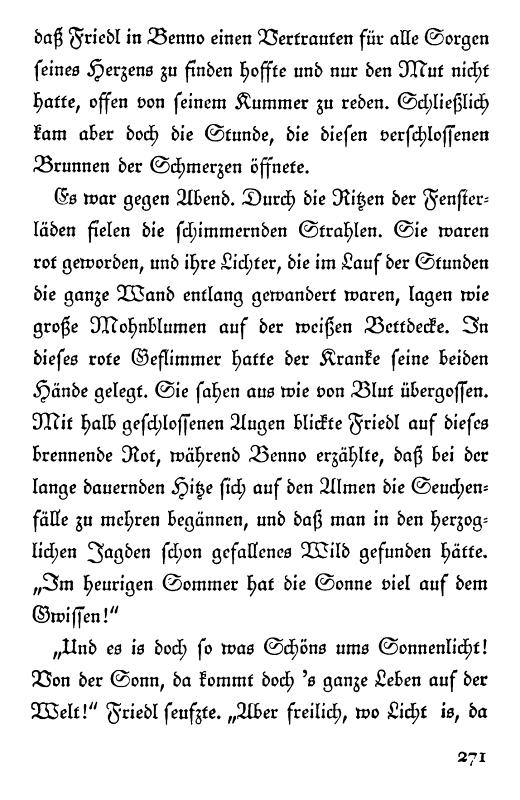 daß Friedl in Benno einen Vertrauten für alle Sorgen
seines Herzens zu finden hoffte und nur den Mut nicht
hatte, offen von seinem Kummer zu reden. Schließlich
kam aber doch die Stunde, die diesen verschlossenen
Brunnen der Schmerzen öffnete.
Es war gegen Abend. Durch die Ritzen der Fenster-
läden fielen die schimmernden Strahlen. Sie waren
rot geworden, und ihre Lichter, die im Lauf der Stunden
die ganze Wand entlang gewandert waren, lagen wie
große Mohnblumen auf der weißen Bettdecke. In
dieses rote Geflimmer hatte der Kranke seine beiden
Hände gelegt. Sie sahen aus wie von Blut übergossen.
Mit halb geschlossenen Augen blickte Friedl auf dieses
brennende Rot, während Benno erzählte, daß bei der
lange dauernden Hitze sich auf den Almen die Seuchen-
fälle zu mehren begännen, und daß man in den herzog-
lichen Jagden schon gefallenes Wild gefunden hätte.
„Im heurigen Sommer hat die Sonne viel auf dem
Gwissen!“
„Und es is doch so was Schöns ums Sonnenlicht!
Von der Sonn, da kommt doch 's ganze Leben auf der
Welt!“ Friedl seufzte. „Aber freilich, wo Licht is, da
271